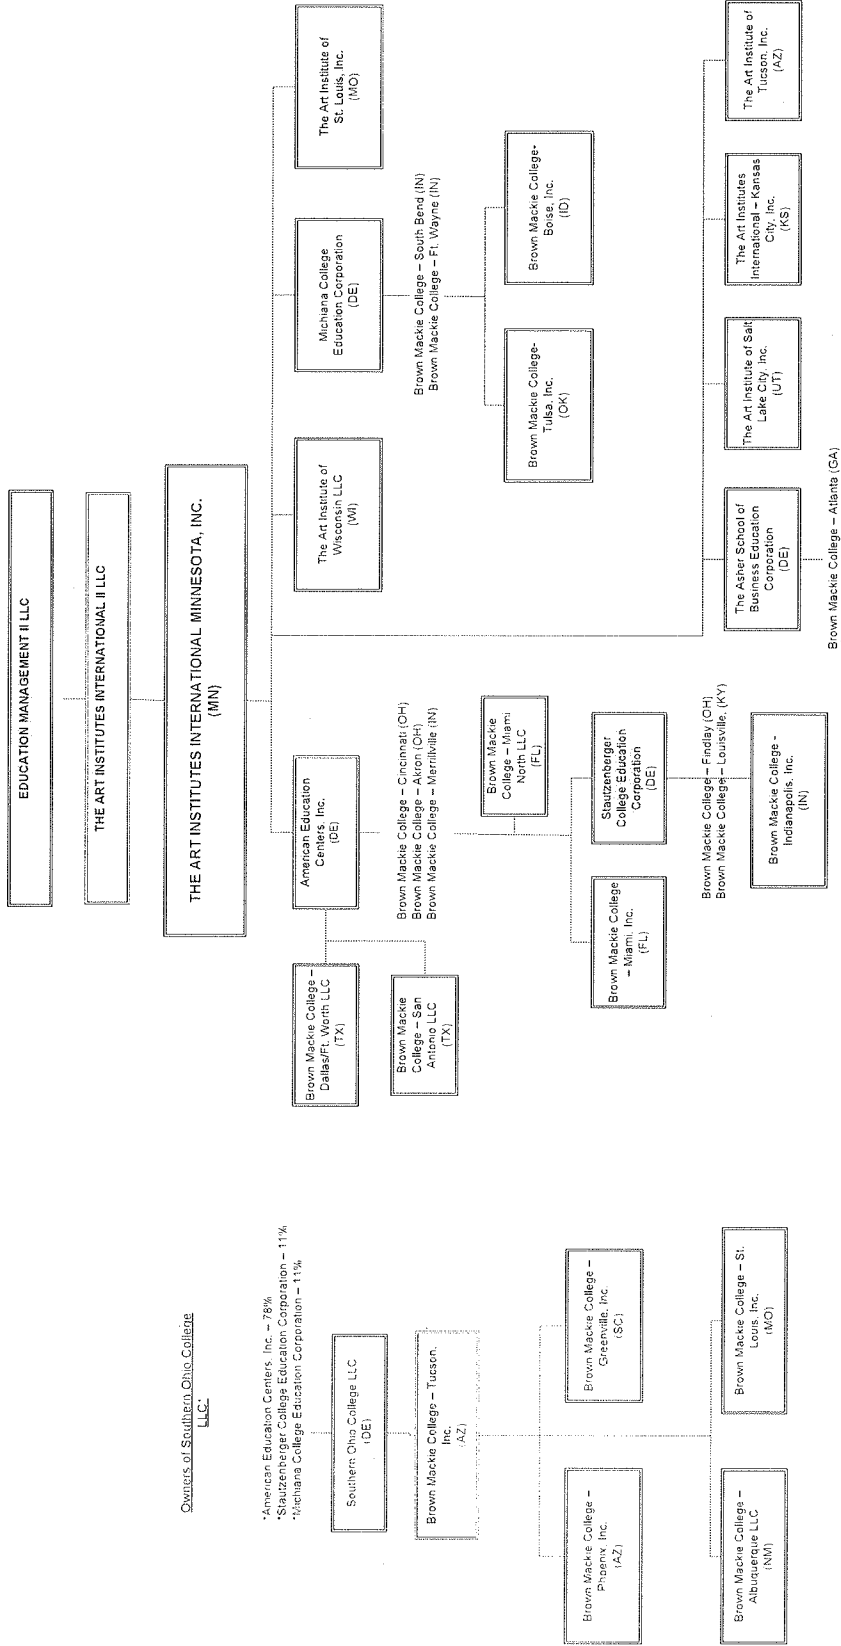 EDUCATION MANAGEMENT II LLC
THE ART INSTITUTES INTERNATIONAL II LLC
THE ART INSTITUTES INTERNATIONAL MINNESOTA, INC.
(MN)
Owners of Southern Ohio College
LLC*
*American Education Centers, Inc. – 78%
*Stautzenberger College Education Corporation – 11%
*Michiana College Education Corporation – 11%
Southern Ohio College LLC
(DE)
Brown Mackie College – Tucson,
Inc.
(AZ)
Brown Mackie College –
Phoenix, Inc.
(AZ)
Brown Mackie College –
Greenville, Inc.
(SC)
Brown Mackie College –
Albuquerque LLC
(NM)
Brown Mackie College – St.
Louis, Inc.
(MO)
Brown Mackie College –
Dallas/Ft. Worth LLC
(TX)
Brown Mackie
College – San
Antonio LLC
(TX)
American Education
Centers, Inc.
(DE)
Brown Mackie College – Cincinnati (OH)
Brown Mackie College – Akron (OH)
Brown Mackie College – Merrillville (IN)
Brown Mackie
College – Miami
North LLC
(FL)
Brown Mackie College
– Miami, Inc.
(FL)
Stautzenberger
College Education
Corporation
(DE)
Brown Mackie College – Findlay (OH)
Brown Mackie College – Louisville, (KY)
Brown Mackie College –
Indianapolis, Inc.
(IN)
The Art Institute of
Wisconsin LLC
(WI)
Michiana College
Education Corporation
(DE)
Brown Mackie College – South Bend (IN)
Brown Mackie College – Ft. Wayne (IN)
Brown Mackie College-
Tulsa, Inc.
(OK)
Brown Mackie College-
Boise, Inc.
(ID)
The Art Institute of
St. Louis, Inc.
(MO)
The Asher School of
Business Education
Corporation
(DE)
Brown Mackie College – Atlanta (GA)
The Art Institute of Salt
Lake City, Inc.
(UT)
The Art Institutes
International – Kansas
City, Inc.
(KS)
The Art Institute of
Tucson, Inc.
(AZ)